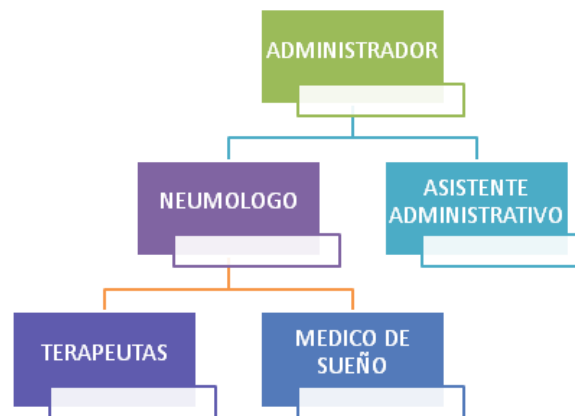 ADMINISTRADOR
NEUMOLOGO
ASISTENTE
ADMINISTRATIVO
TERAPEUTAS
MEDICO DE
SUEÑO